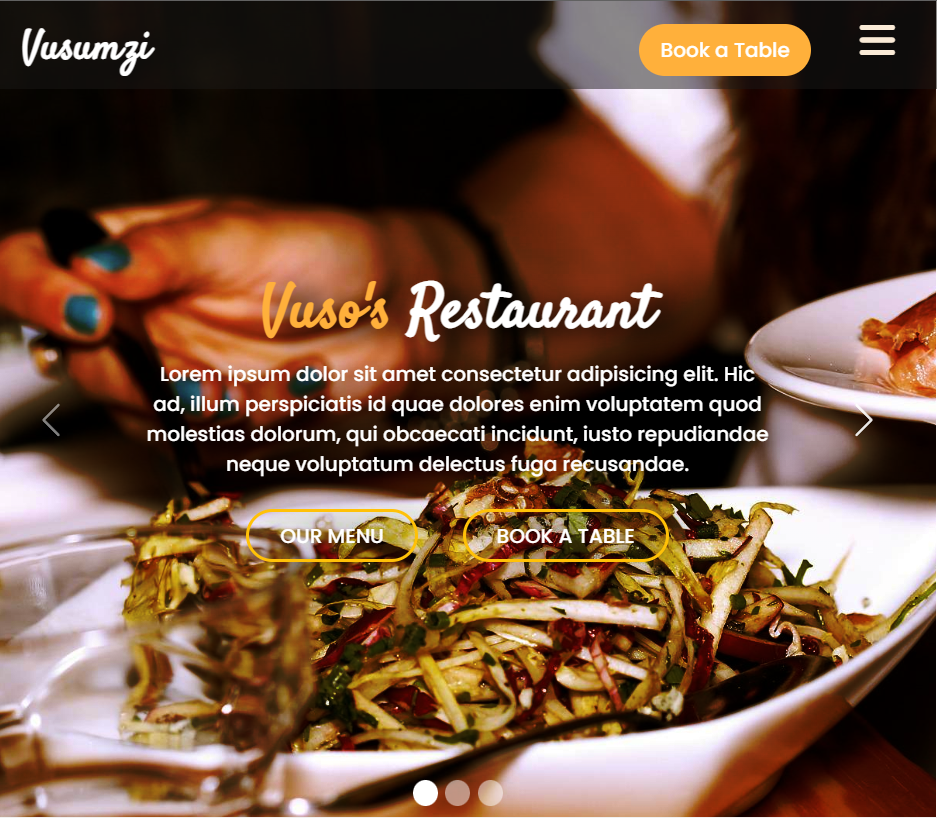 Vusumzi
Book a Table
Vuso's Restaurant
Lorem ipsum dolor sit amet consectetur adipisicing elit. Hic
ad, illum perspiciatis id quae dolores enim voluptatem quod
molestias dolorum, qui obcaecati incidunt, iusto repudiandae
neque voluptatum delectus fuga recusandae.
OUR MENU
BOOK A TABLE